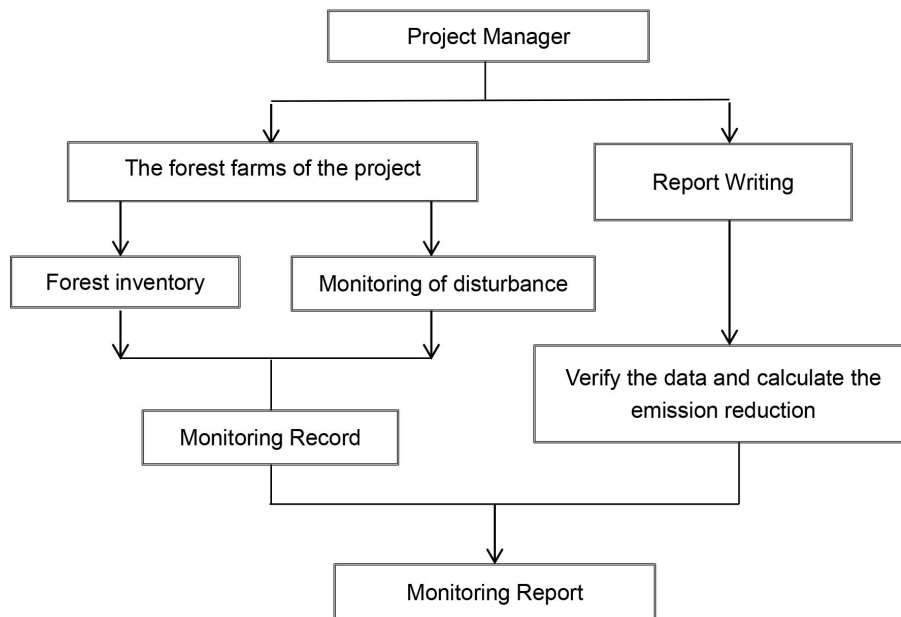 Project Manager
The forest farms of the project
Report Writing
Forest inventory
Monitoring of disturbance
Verify the data and calculate the
emission reduction
Monitoring Record
Monitoring Report